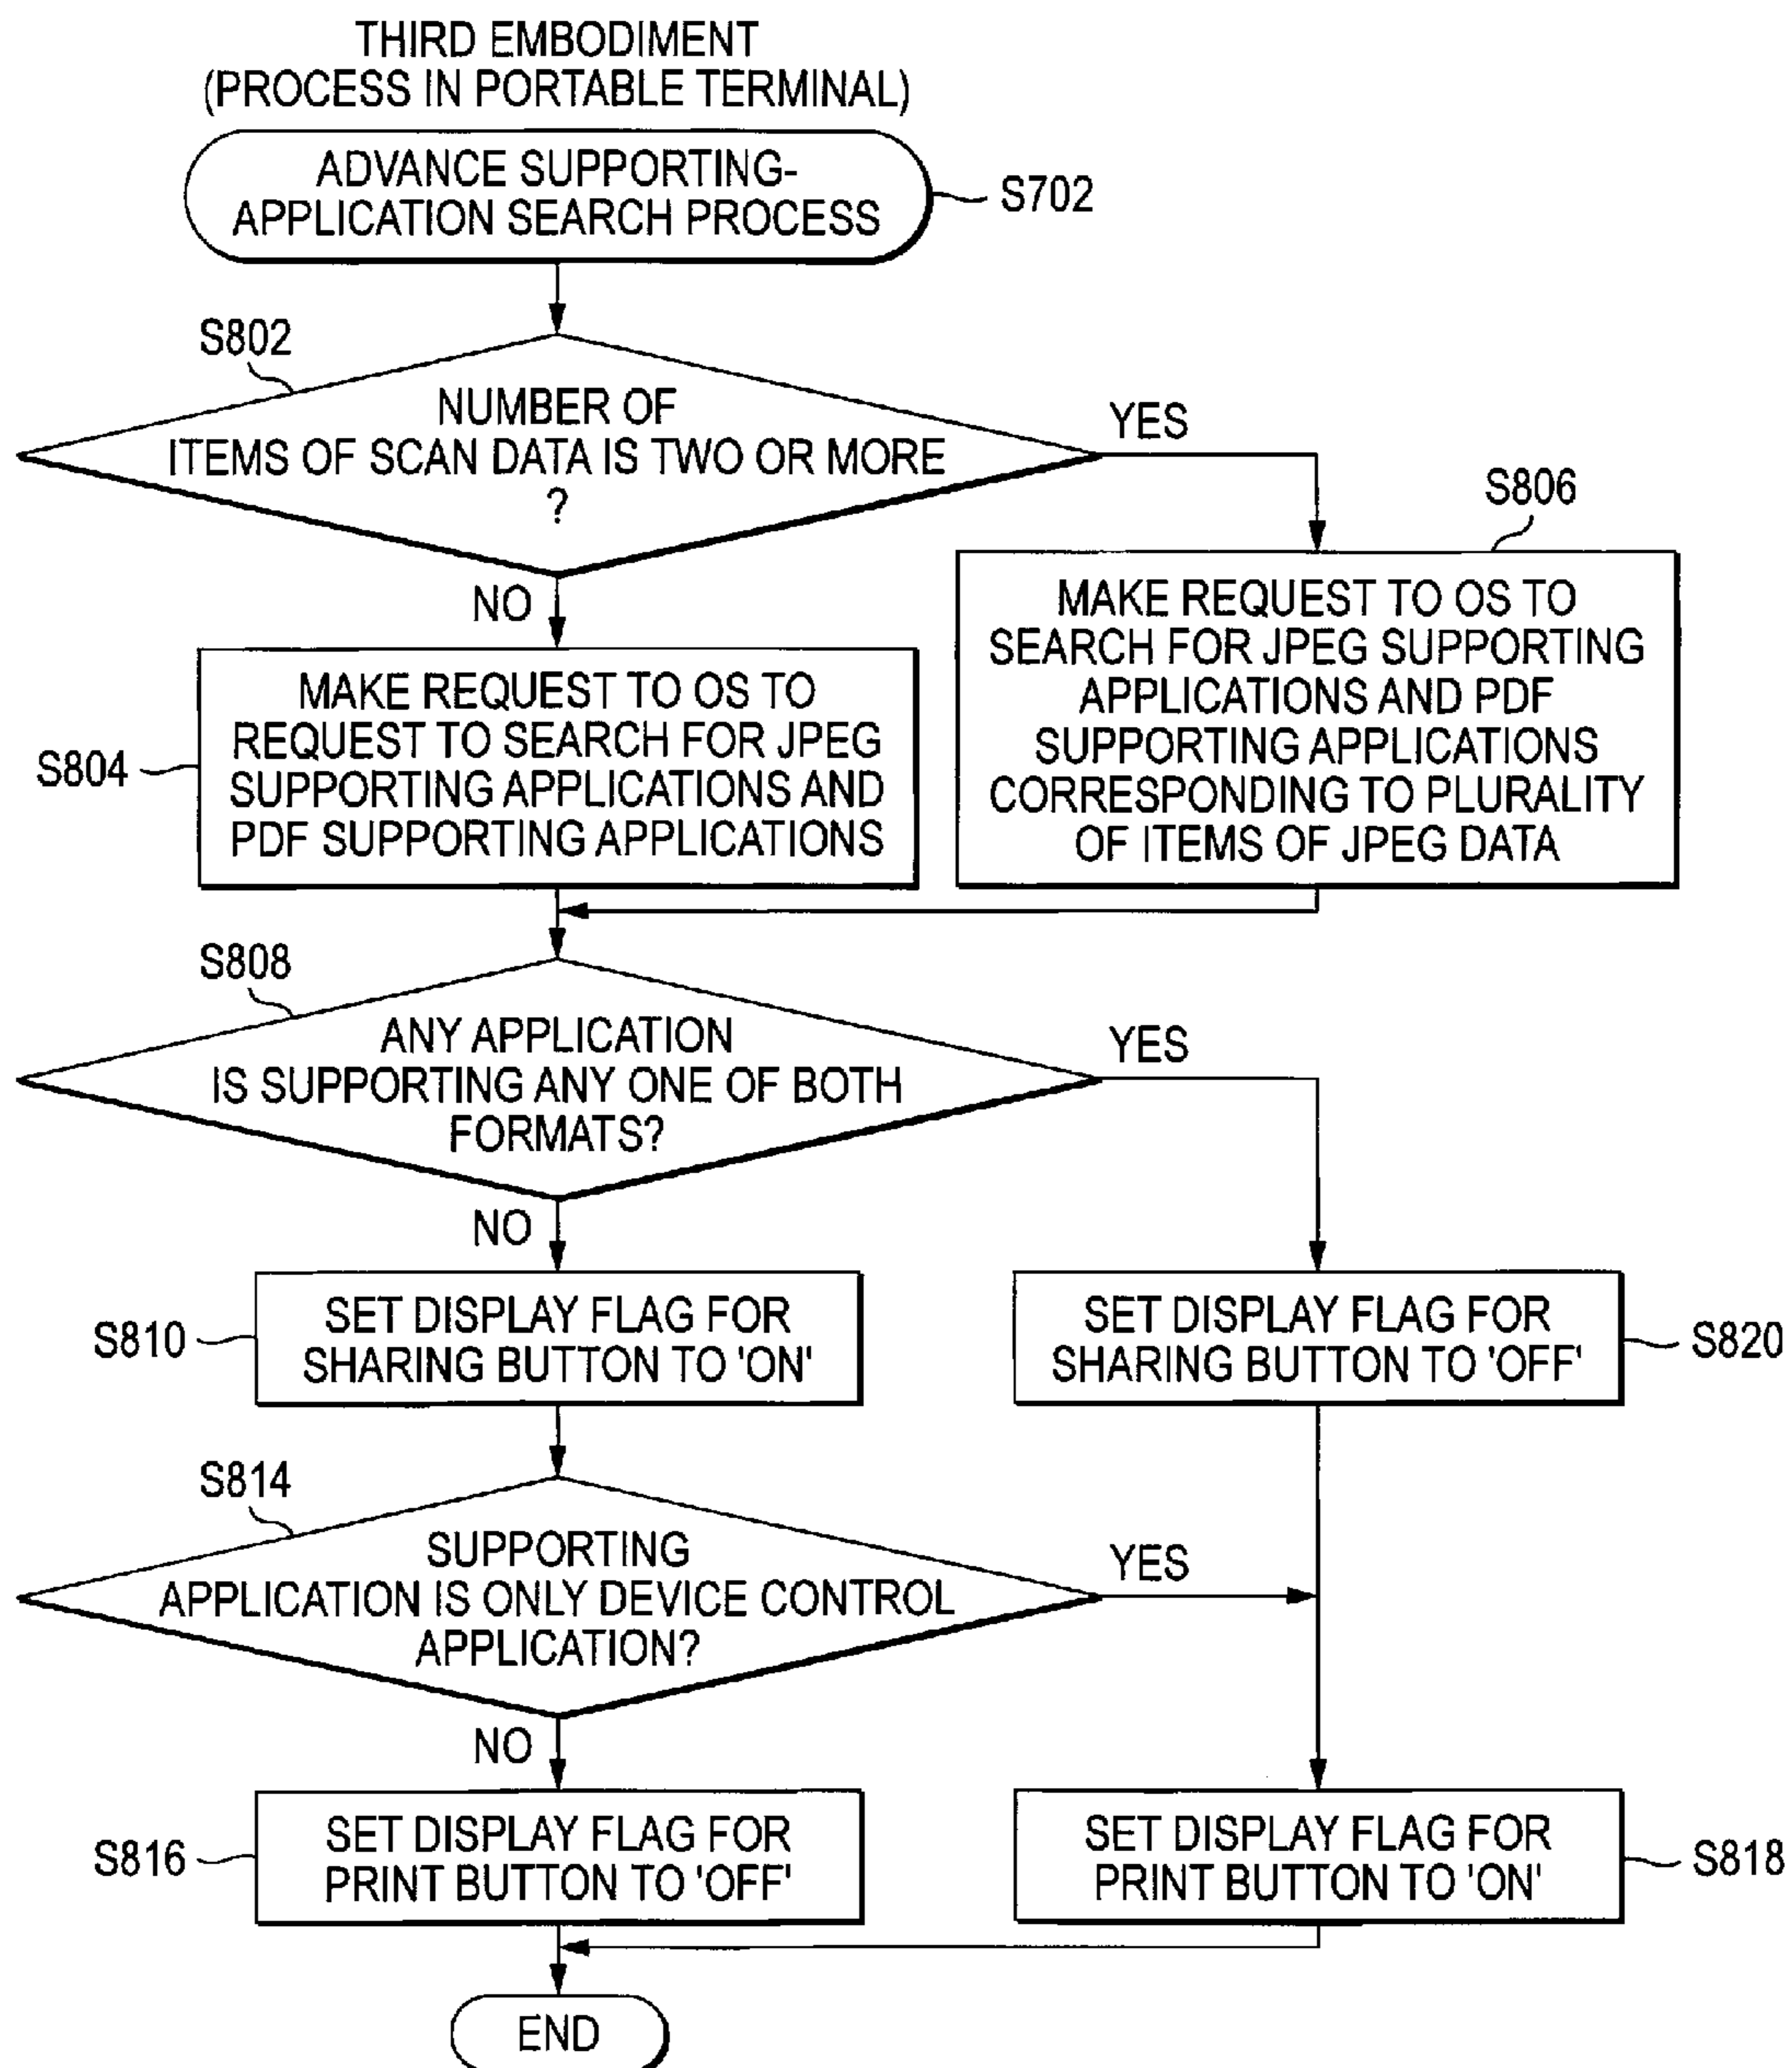 THIRD EMBODIMENT
(PROCESS IN PORTABLE TERMINAL)
ADVANCE SUPPORTING-
APPLICATION SEARCH PROCESS
S702
S802
NUMBER OF
ITEMS OF SCAN DATA IS TWO OR MORE
?
YES
NO
S806
MAKE REQUEST TO OS TO
SEARCH FOR JPEG SUPPORTING
APPLICATIONS AND PDF
SUPPORTING APPLICATIONS
CORRESPONDING TO PLURALITY
OF ITEMS OF JPEG DATA
S804
MAKE REQUEST TO OS TO
REQUEST TO SEARCH FOR JPEG
SUPPORTING APPLICATIONS AND
PDF SUPPORTING APPLICATIONS
S808
ANY APPLICATION
IS SUPPORTING ANY ONE OF BOTH
FORMATS?
YES
NO
S810
SET DISPLAY FLAG FOR
SHARING BUTTON TO 'ON'
SET DISPLAY FLAG FOR
SHARING BUTTON TO 'OFF'
S820
S814
SUPPORTING
APPLICATION IS ONLY DEVICE CONTROL
APPLICATION?
YES
NO
S816
SET DISPLAY FLAG FOR
PRINT BUTTON TO 'OFF'
SET DISPLAY FLAG FOR
PRINT BUTTON TO 'ON'
S818
END